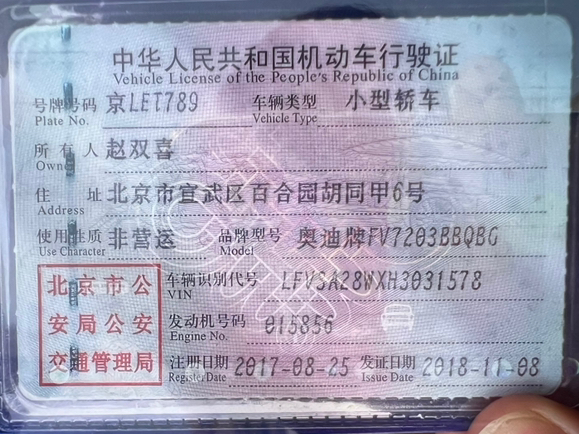 中华人民共和国机动车行驶证
Vehicle License of the People's Republic of China
号牌号码 京LET789 车辆类型 小型轿车
Plate No. Vehicle Type
所有人 赵双喜
Owner
住址 北京市宣武区百合园胡同甲6号
Address
使用性质 非营运 品牌型号 奥迪牌FV7203BBQBG
Use Character Model
北京市公安局公安交通管理局
车辆识别代号 LFV3A28WXH3031578
VIN
发动机号码 015856
Engine No.
注册日期 2017-08-25 发证日期 2018-11-08
Register Date Issue Date